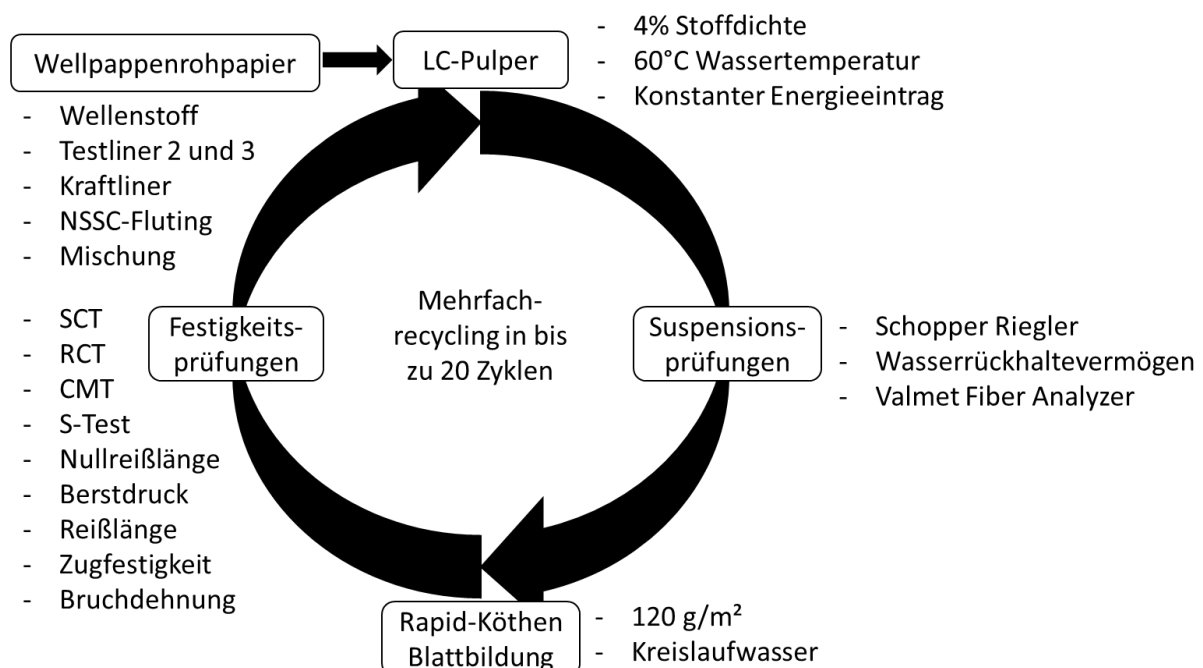 Wellpappenrohpapier
- Wellenstoff
- Testliner 2 und 3
- Kraftliner
- NSSC-Fluting
- Mischung
LC-Pulper
- 4% Stoffdichte
- 60°C Wassertemperatur
- Konstanter Energieeintrag
Mehrfach-
recycling in bis
zu 20 Zyklen
Suspensions-
prüfungen
- Schopper Riegler
- Wasserrückhaltevermögen
- Valmet Fiber Analyzer
Rapid-Köthen
Blattbildung
- 120 g/m²
- Kreislaufwasser
Festigkeits-
prüfungen
- SCT
- RCT
- CMT
- S-Test
- Nullreißlänge
- Berstdruck
- Reißlänge
- Zugfestigkeit
- Bruchdehnung